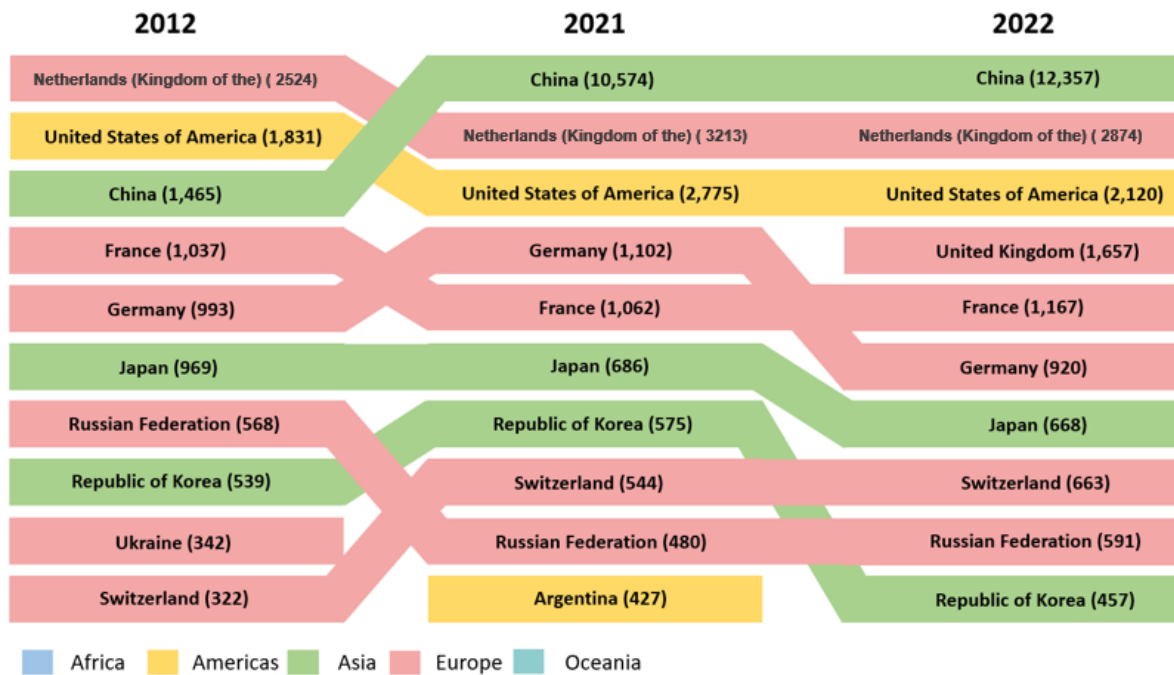 2012 2021 2022
Netherlands (Kingdom of the) ( 2524) China (10,574) China (12,357)
United States of America (1,831) Netherlands (Kingdom of the) ( 3213) Netherlands (Kingdom of the) ( 2874)
China (1,465) United States of America (2,775) United States of America (2,120)
France (1,037) Germany (1,102) United Kingdom (1,657)
Germany (993) France (1,062) France (1,167)
Japan (969) Japan (686) Germany (920)
Russian Federation (568) Republic of Korea (575) Japan (668)
Republic of Korea (539) Switzerland (544) Switzerland (663)
Ukraine (342) Russian Federation (480) Russian Federation (591)
Switzerland (322) Argentina (427) Republic of Korea (457)
Africa Americas Asia Europe Oceania